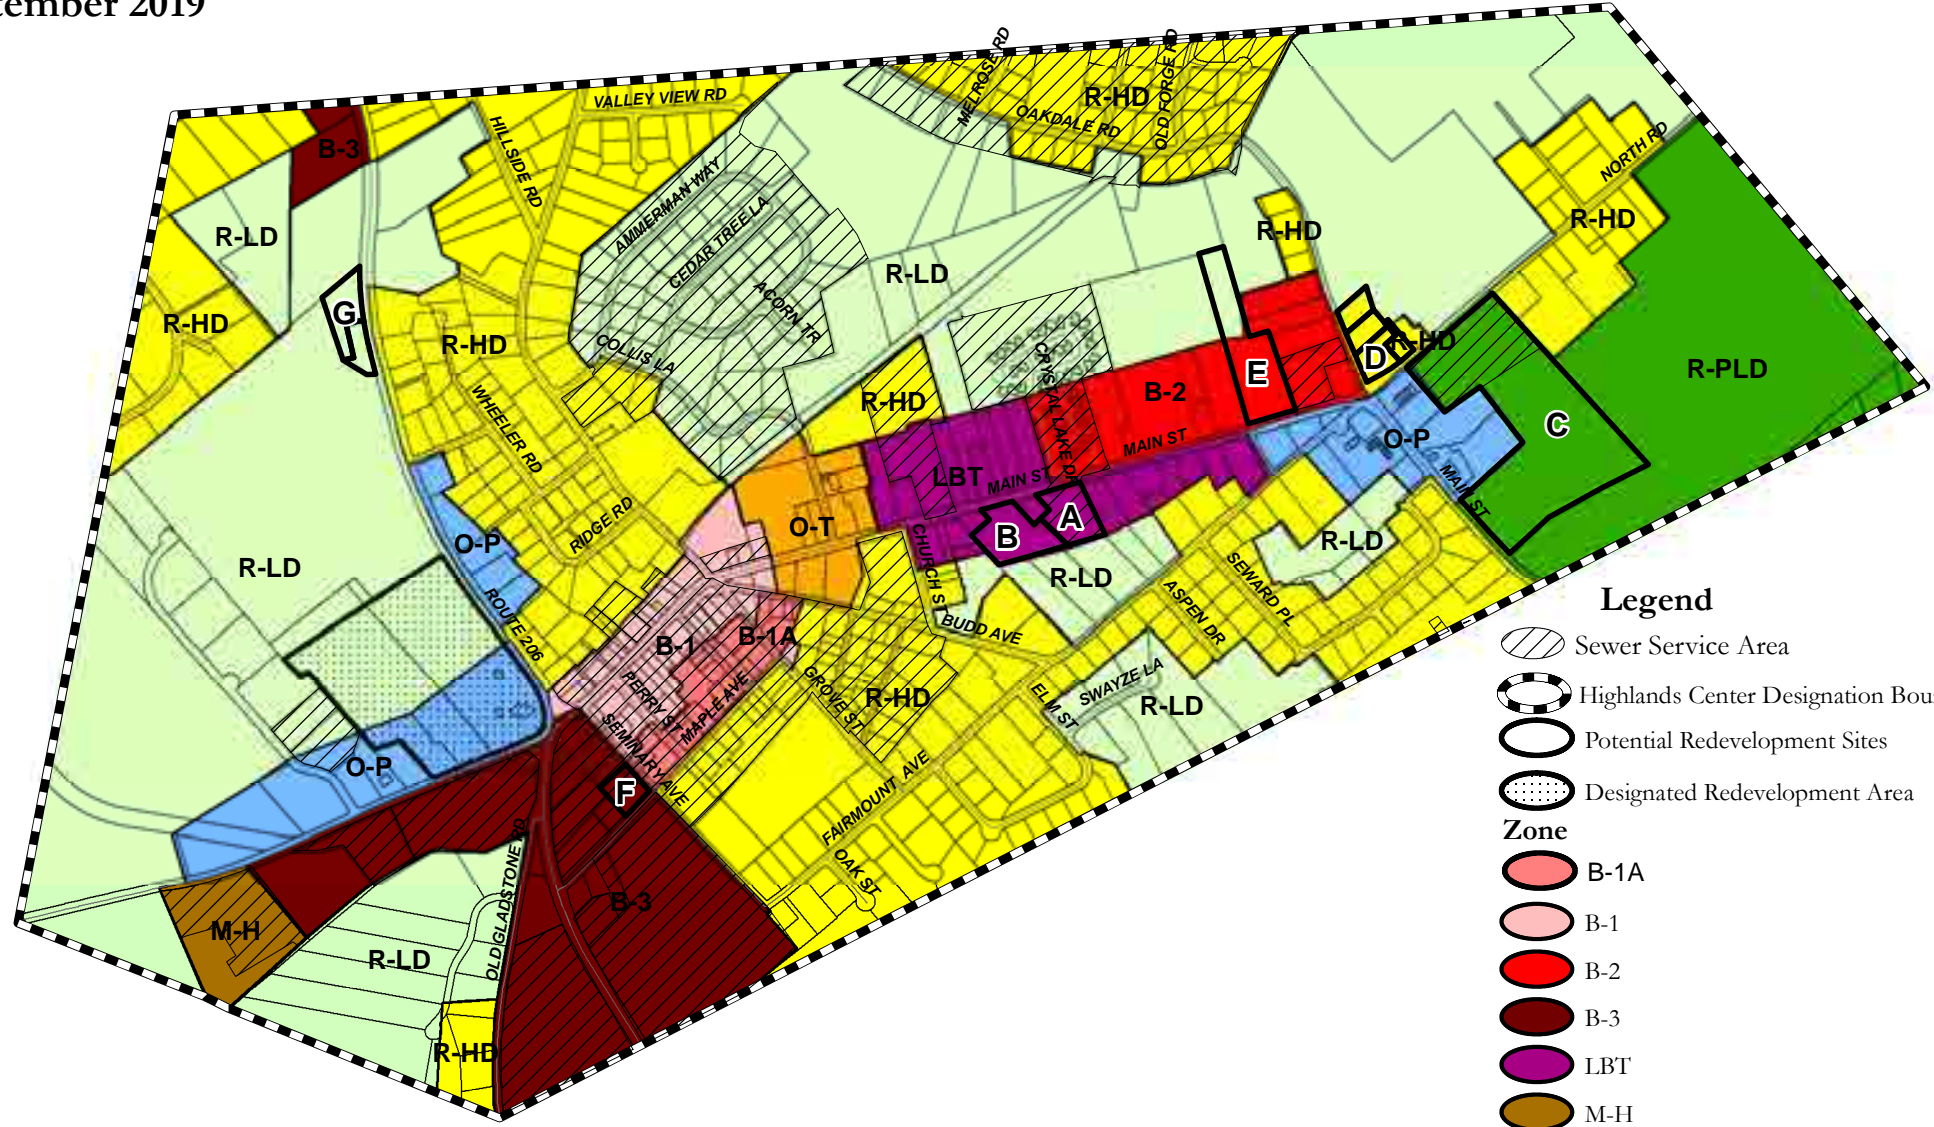 tember 2019
MELROSE RD
OLD FORGE RD
R-HD
OAKDALE RD
VALLEY VIEW RD
HILLSIDE RD
B-3
NORTH RD
AMMERMAN WAY
CEDAR TREE LA
ACORN TR
R-HD
R-HD
R-LD
R-LD
G
R-HD
R-HD
COLLIS LA
CRYSTAL LAKE DR
R-HD
D
R-PLD
E
B-2
R-HD
WHEELER RD
C
O-P
MAIN ST
LBT
MAIN ST
MAIN ST
A
B
O-T
RIDGE RD
O-P
CHURCH ST
R-LD
R-LD
R-LD
SEWARD PL
ASPEN DR
ROUTE 206
BUDD AVE
B-1
B-1A
GROVE ST
PERRY ST
MAPLE AVE
SEMINARY AVE
R-HD
ELM ST
SWAYZE LA
R-LD
O-P
F
FAIRMOUNT AVE
OAK ST
OLD GLADSTONE RD
B-3
M-H
R-LD
R-HD
Legend
Sewer Service Area
Highlands Center Designation Bou
Potential Redevelopment Sites
Designated Redevelopment Area
Zone
B-1A
B-1
B-2
B-3
LBT
M-H